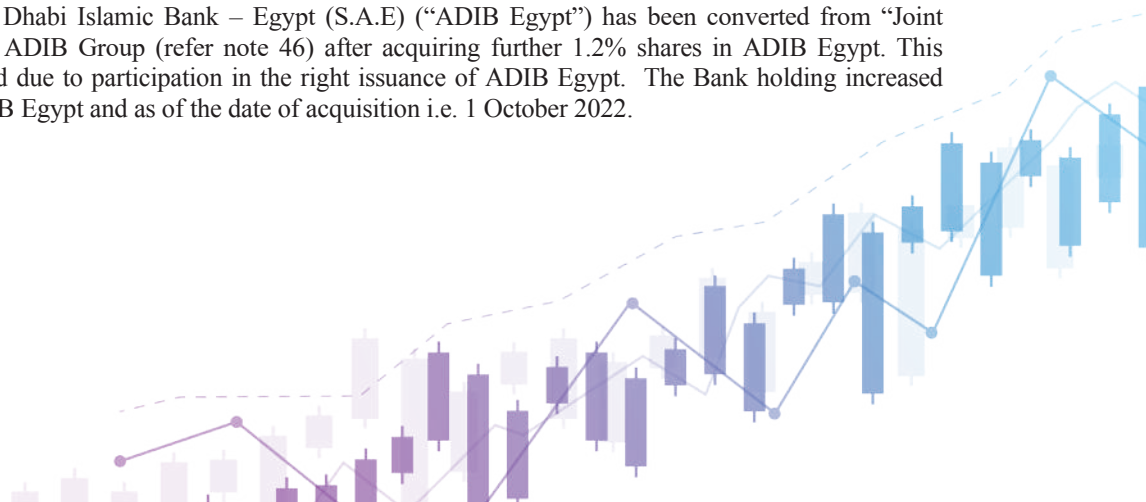 Dhabi Islamic Bank – Egypt (S.A.E) (“ADIB Egypt”) has been converted from “Joint
ADIB Group (refer note 46) after acquiring further 1.2% shares in ADIB Egypt. This
due to participation in the right issuance of ADIB Egypt. The Bank holding increased
Egypt and as of the date of acquisition i.e. 1 October 2022.